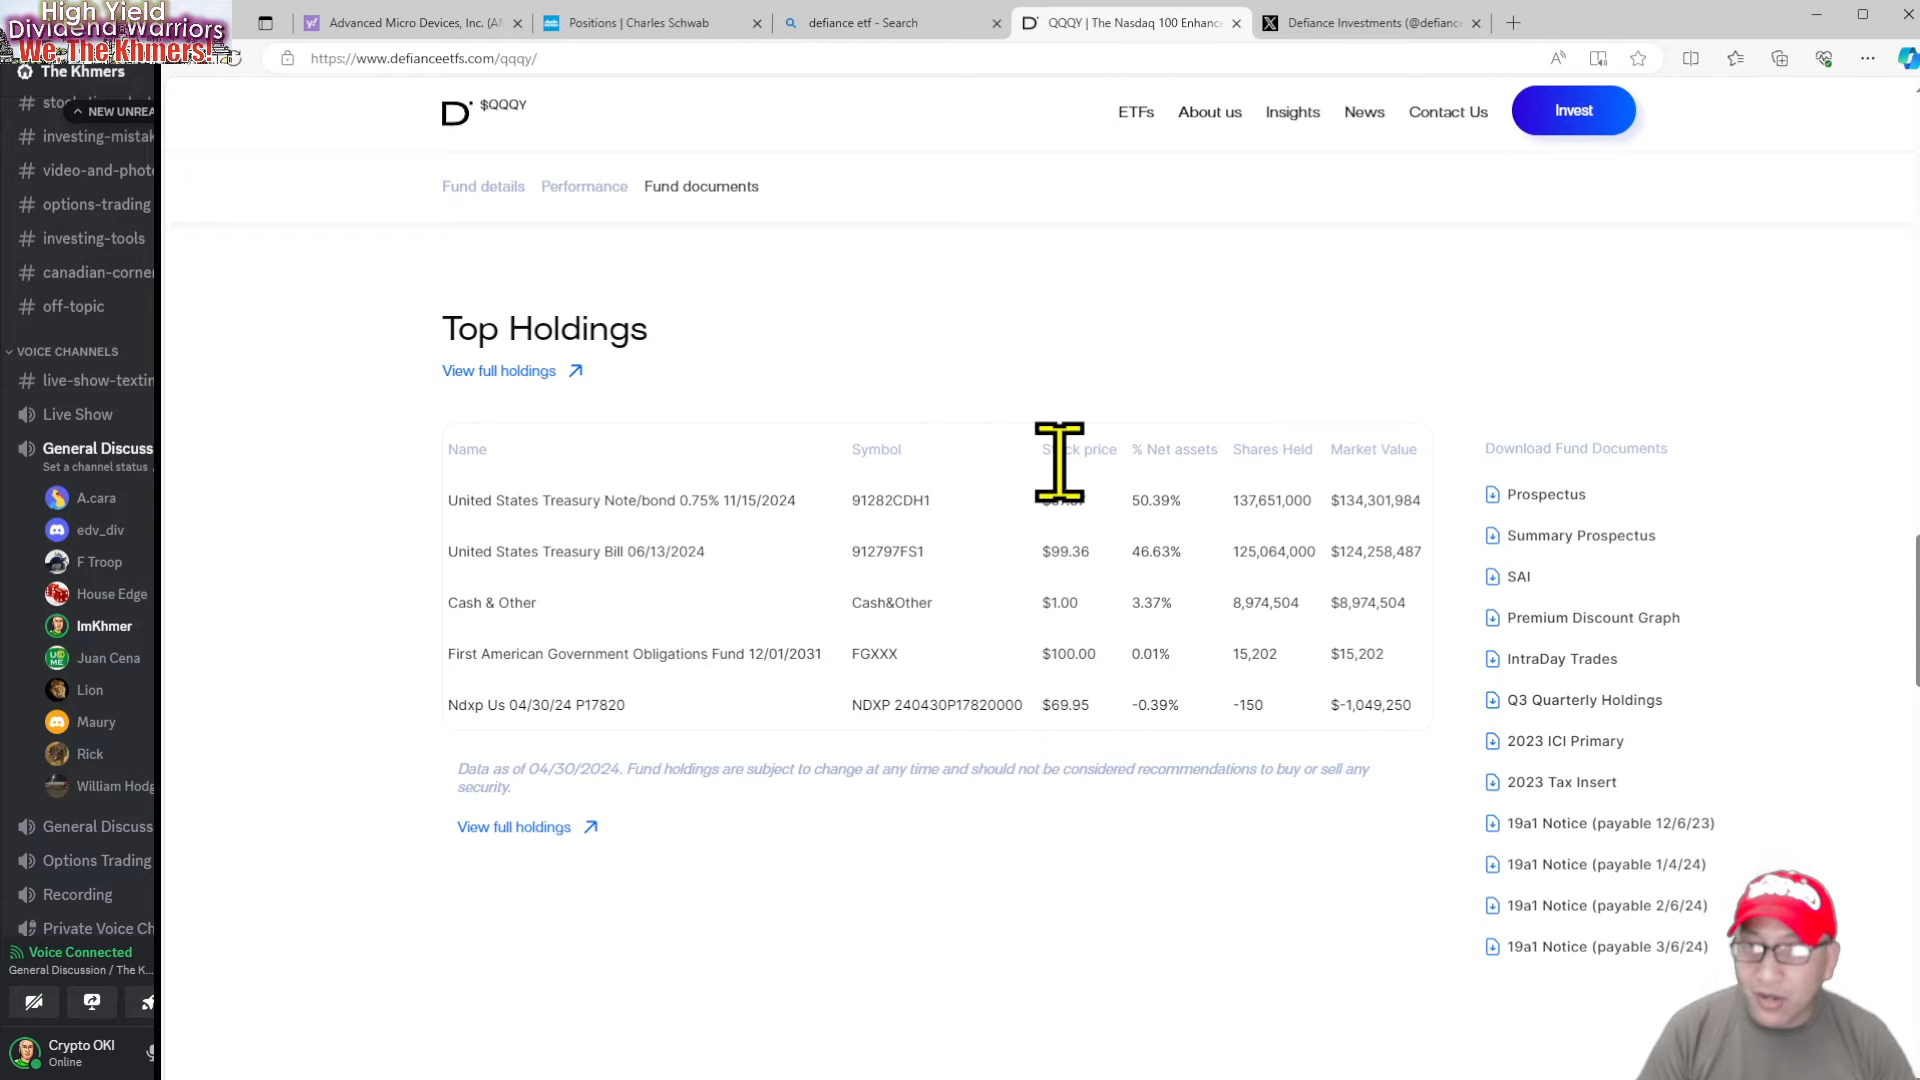 High Yield
Dividend Warriors
We The Khmers!
Advanced Micro Devices, Inc. (AM
Positions | Charles Schwab
defiance etf - Search
QQQY | The Nasdaq 100 Enhance
Defiance Investments (@defiance
https://www.defianceetfs.com/qqqy/
The Khmers
NEW UNREA
investing-mistak
video-and-photo
options-trading
investing-tools
canadian-corner
off-topic
VOICE CHANNELS
live-show-textin
Live Show
General Discuss
Set a channel status
A.cara
edv_div
F Troop
House Edge
ImKhmer
Juan Cena
Lion
Maury
Rick
William Hodg
General Discuss
Options Trading
Recording
Private Voice Ch
Voice Connected
General Discussion / The K...
Crypto OKI
Online
D $QQQY
ETFs About us Insights News Contact Us Invest
Fund details Performance Fund documents
Top Holdings
View full holdings
Name Symbol Stock price % Net assets Shares Held Market Value
United States Treasury Note/bond 0.75% 11/15/2024 91282CDH1 50.39% 137,651,000 $134,301,984
United States Treasury Bill 06/13/2024 912797FS1 $99.36 46.63% 125,064,000 $124,258,487
Cash & Other Cash&Other $1.00 3.37% 8,974,504 $8,974,504
First American Government Obligations Fund 12/01/2031 FGXXX $100.00 0.01% 15,202 $15,202
Ndxp Us 04/30/24 P17820 NDXP 240430P17820000 $69.95 -0.39% -150 $-1,049,250
Data as of 04/30/2024. Fund holdings are subject to change at any time and should not be considered recommendations to buy or sell any
security.
View full holdings
Download Fund Documents
Prospectus
Summary Prospectus
SAI
Premium Discount Graph
IntraDay Trades
Q3 Quarterly Holdings
2023 ICI Primary
2023 Tax Insert
19a1 Notice (payable 12/6/23)
19a1 Notice (payable 1/4/24)
19a1 Notice (payable 2/6/24)
19a1 Notice (payable 3/6/24)